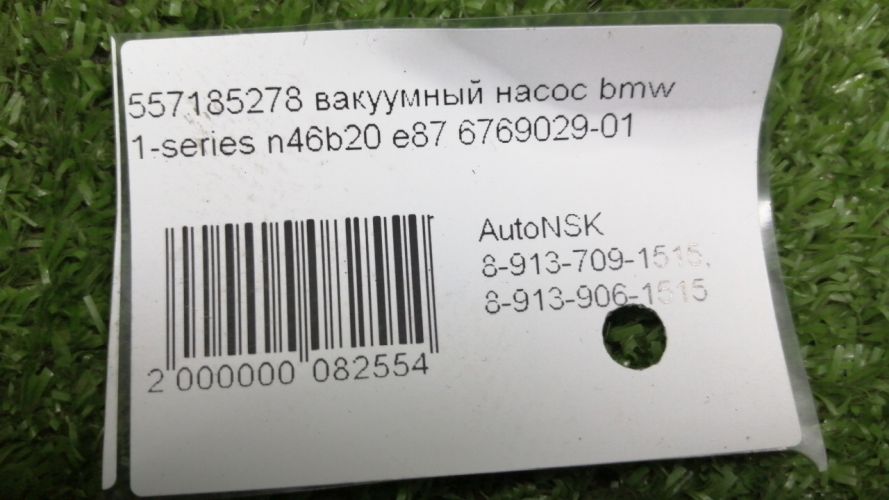 557185278 вакуумный насос bmw
1-series n46b20 e87 6769029-01
AutoNSK
8-913-709-1515,
8-913-906-1515
2 000000 082554